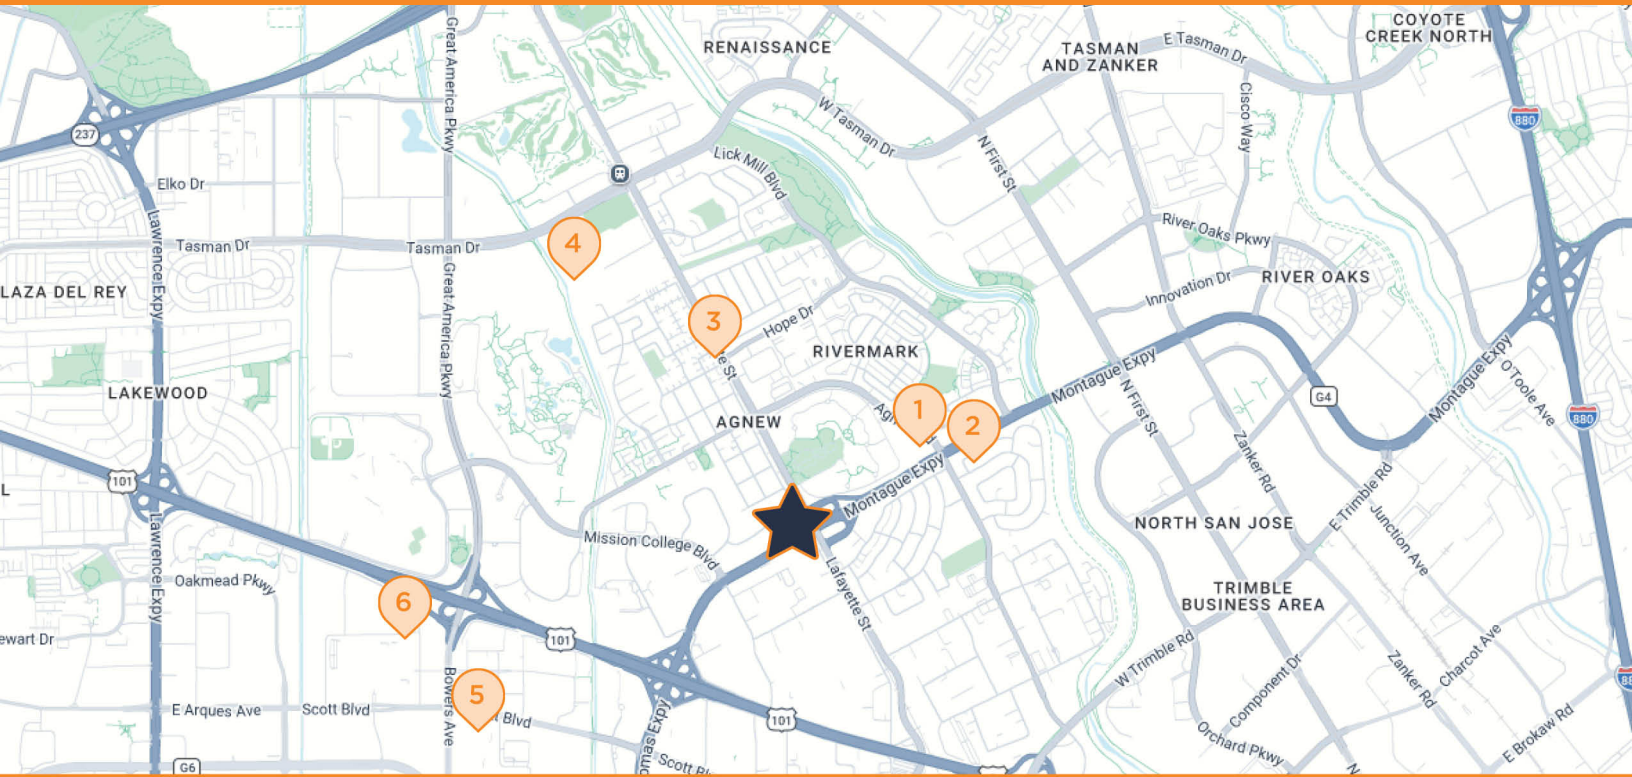 COYOTE
CREEK NORTH
RENAISSANCE
TASMAN
AND ZANKER
E Tasman Dr
Great America Pkwy
Cisco Way
880
237
W Tasman Dr
N First St
Lick Mill Blvd
Elko Dr
Lawrence Expy
Tasman Dr
Tasman Dr
4
River Oaks Pkwy
RIVER OAKS
Innovation Dr
LAZA DEL REY
Great America Pkwy
3
Hope Dr
RIVERMARK
Montague Expy
Montague Expy
O'Toole Ave
LAKEWOOD
G4
N First St
880
1
2
AGNEW
Montague Expy
Zanker Rd
E Trimble Rd
101
L
Junction Ave
NORTH SAN JOSE
Mission College Blvd
Lawrence Expy
Lafayette St
Oakmead Pkwy
TRIMBLE
BUSINESS AREA
6
101
ewart Dr
W Trimble Rd
Charcot Ave
Component Dr
Zanker Rd
Bowers Ave
5
E Arques Ave
Scott Blvd
Blvd
101
Orchard Pkwy
E Brokaw Rd
G6
omas Expy
N